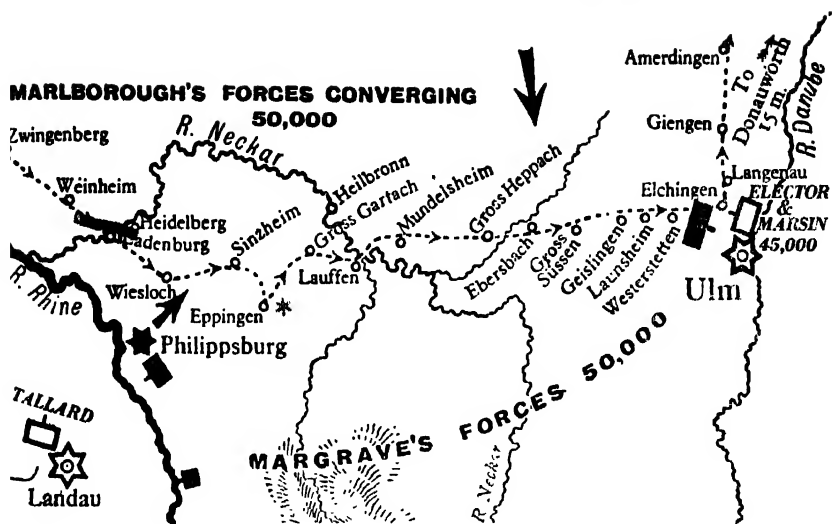 MARLBOROUGH'S FORCES CONVERGING
50,000
Zwingenberg
Weinheim
R. Neckar
Heidelberg
Ladenburg
Wiesloch
Sinzheim
Eppingen
Heilbronn
Gross Gartach
Lauffen
Mundelsheim
Gross Heppach
Ebersbach
Gross
Süssen
Geislingen
Launsheim
Westerstetten
Elchingen
Langenau
Giengen
Amerdingen
To
Donauwörth
15 m.
R. Danube
ELECTOR
&
MARSIN
45,000
Ulm
R. Rhine
Philippsburg
TALLARD
Landau
MARGRAVE'S FORCES 50,000
R. Neckar